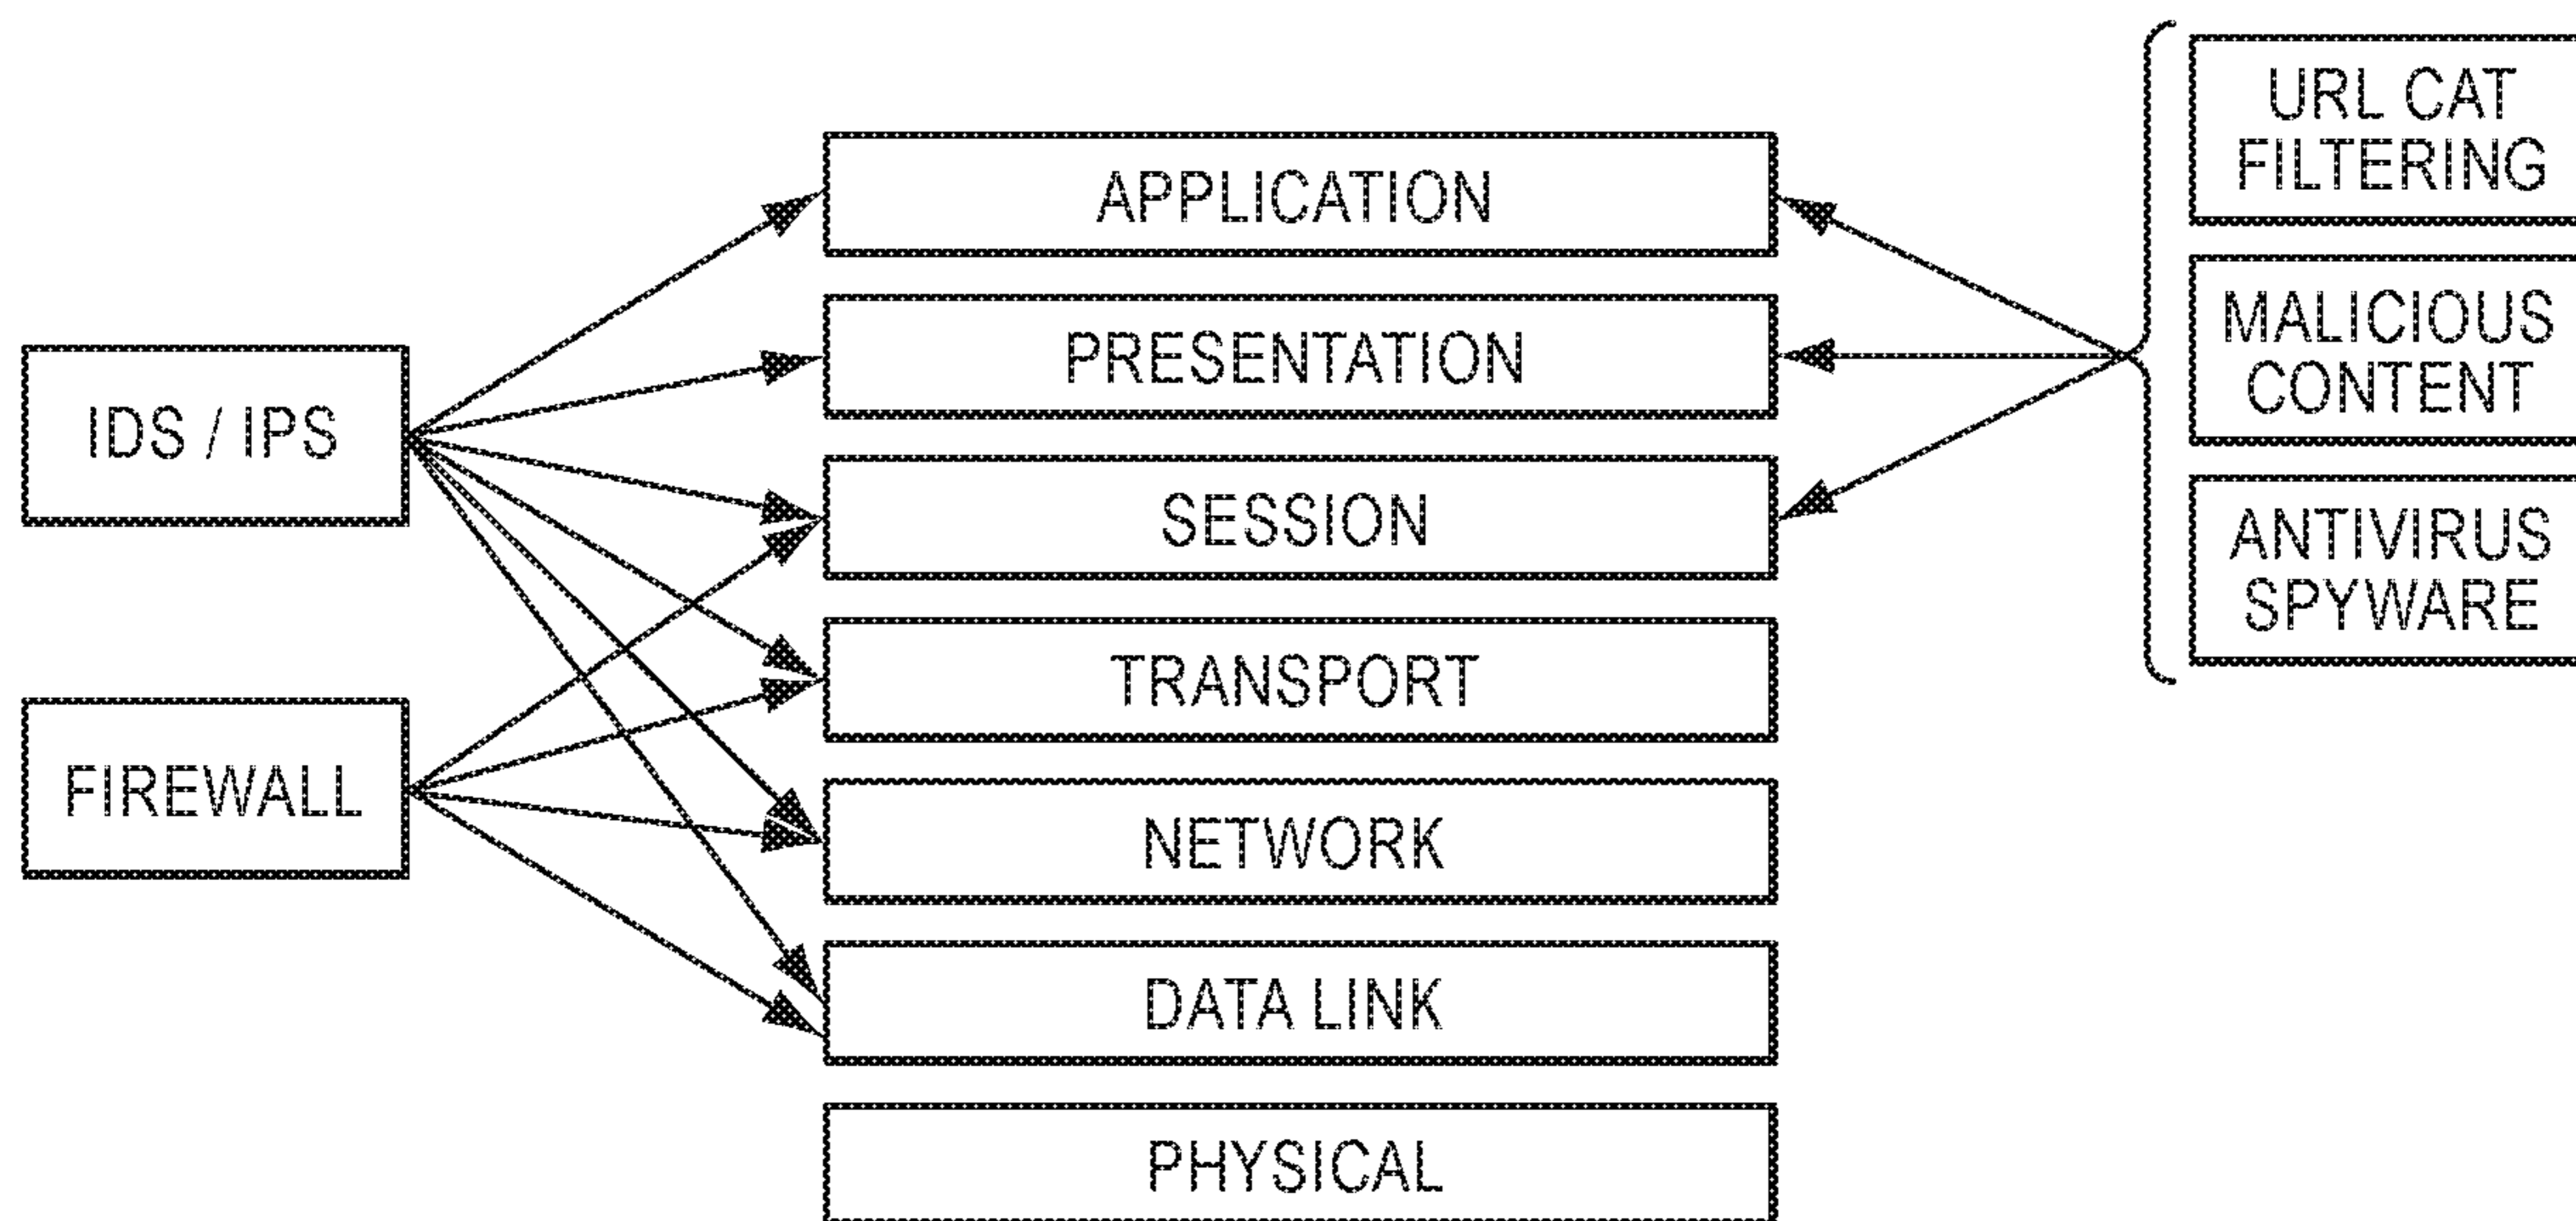 IDS / IPS
FIREWALL
APPLICATION
PRESENTATION
SESSION
TRANSPORT
NETWORK
DATA LINK
PHYSICAL
URL CAT
FILTERING
MALICIOUS
CONTENT
ANTIVIRUS
SPYWARE